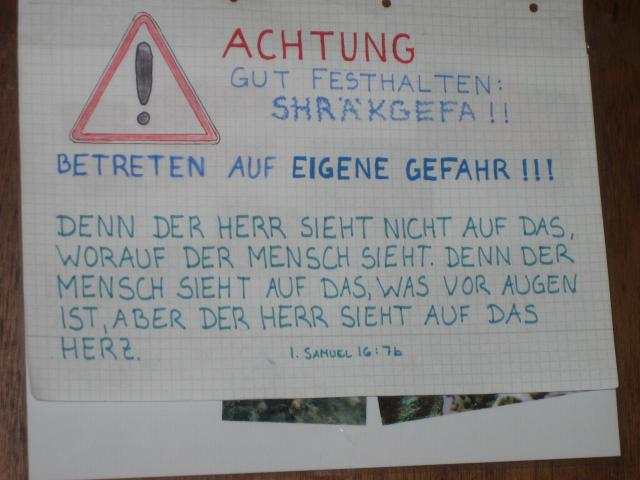 ACHTUNG
GUT FESTHALTEN:
SHRÄKGEFA!!
BETRETEN AUF EIGENE GEFAHR!!!
DENN DER HERR SIEHT NICHT AUF DAS,
WORAUF DER MENSCH SIEHT. DENN DER
MENSCH SIEHT AUF DAS, WAS VOR AUGEN
IST, ABER DER HERR SIEHT AUF DAS
HERZ.
1. SAMUEL 16:7b